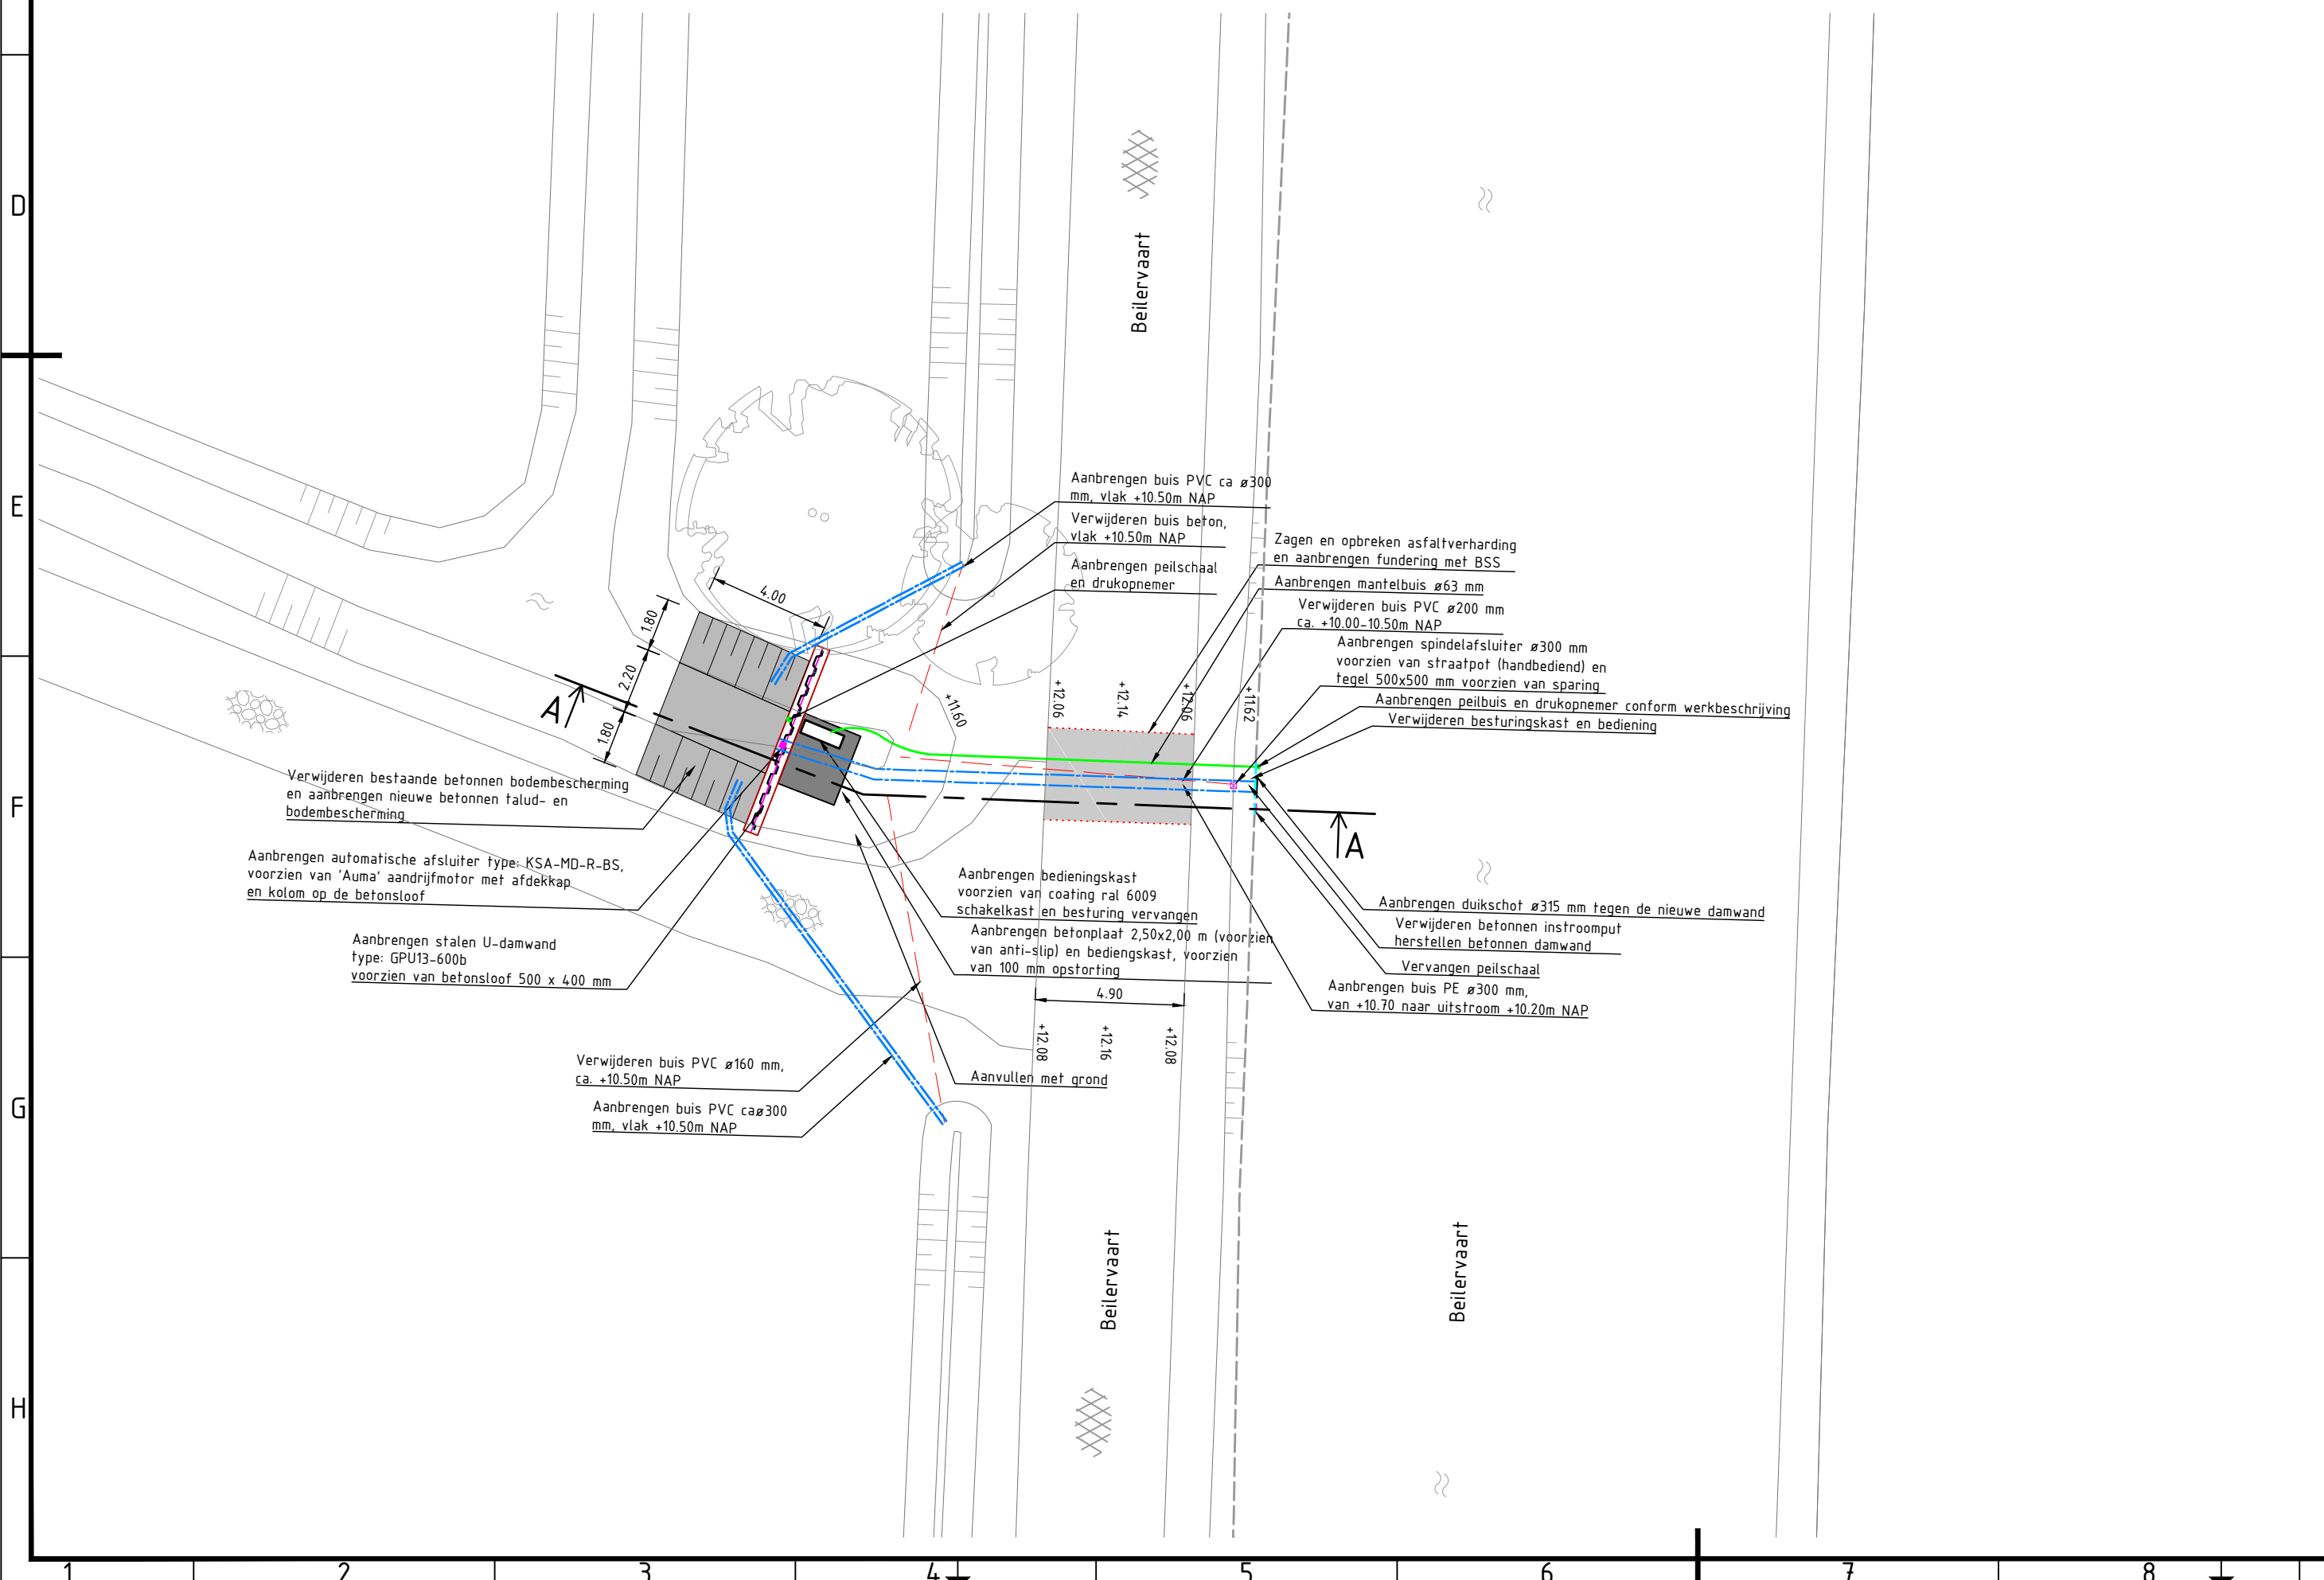 D
Beilervaart
E
Aanbrengen buis PVC ca ø300
mm, vlak +10.50m NAP
Verwijderen buis beton,
vlak +10.50m NAP
Aanbrengen peilschaal
en drukopnemer
Zagen en opbreken asfaltverharding
en aanbrengen fundering met BSS
Aanbrengen mantelbuis ø63 mm
Verwijderen buis PVC ø200 mm
ca. +10.00-10.50m NAP
Aanbrengen spindelafsluiter ø300 mm
voorzien van straatpot (handbediend) en
tegel 500x500 mm voorzien van sparing
Aanbrengen peilbuis en drukopnemer conform werkbeschrijving
Verwijderen besturingskast en bediening
4.00
1.80
2.20
1.80
A
+11.60
+12.06
+12.14
+12.06
+11.62
A
F
Verwijderen bestaande betonnen bodembescherming
en aanbrengen nieuwe betonnen talud- en
bodembescherming
Aanbrengen automatische afsluiter type: KSA-MD-R-BS,
voorzien van 'Auma' aandrijfmotor met afdekkap
en kolom op de betonsloof
Aanbrengen stalen U-damwand
type: GPU13-600b
voorzien van betonsloof 500 x 400 mm
Aanbrengen bedieningskast
voorzien van coating ral 6009
schakelkast en besturing vervangen
Aanbrengen betonplaat 2,50x2,00 m (voorzien
van anti-slip) en bediengskast, voorzien
van 100 mm opstorting
Aanbrengen duikschot ø315 mm tegen de nieuwe damwand
Verwijderen betonnen instroomput
herstellen betonnen damwand
Vervangen peilschaal
Aanbrengen buis PE ø300 mm,
van +10.70 naar uitstroom +10.20m NAP
4.90
+12.08
+12.16
+12.08
Verwijderen buis PVC ø160 mm,
ca. +10.50m NAP
Aanvullen met grond
Aanbrengen buis PVC caø300
mm, vlak +10.50m NAP
G
Beilervaart
Beilervaart
H
1
2
3
4
5
6
7
8